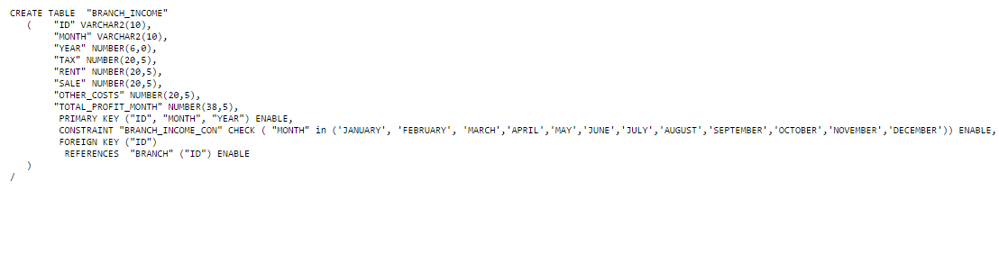 CREATE TABLE  "BRANCH_INCOME"
   (    "ID" VARCHAR2(10),
        "MONTH" VARCHAR2(10),
        "YEAR" NUMBER(6,0),
        "TAX" NUMBER(20,5),
        "RENT" NUMBER(20,5),
        "SALE" NUMBER(20,5),
        "OTHER_COSTS" NUMBER(20,5),
        "TOTAL_PROFIT_MONTH" NUMBER(38,5),
         PRIMARY KEY ("ID", "MONTH", "YEAR") ENABLE,
         CONSTRAINT "BRANCH_INCOME_CON" CHECK ( "MONTH" in ('JANUARY', 'FEBRUARY', 'MARCH','APRIL','MAY','JUNE','JULY','AUGUST','SEPTEMBER','OCTOBER','NOVEMBER','DECEMBER')) ENABLE,
         FOREIGN KEY ("ID")
          REFERENCES  "BRANCH" ("ID") ENABLE
   )
/